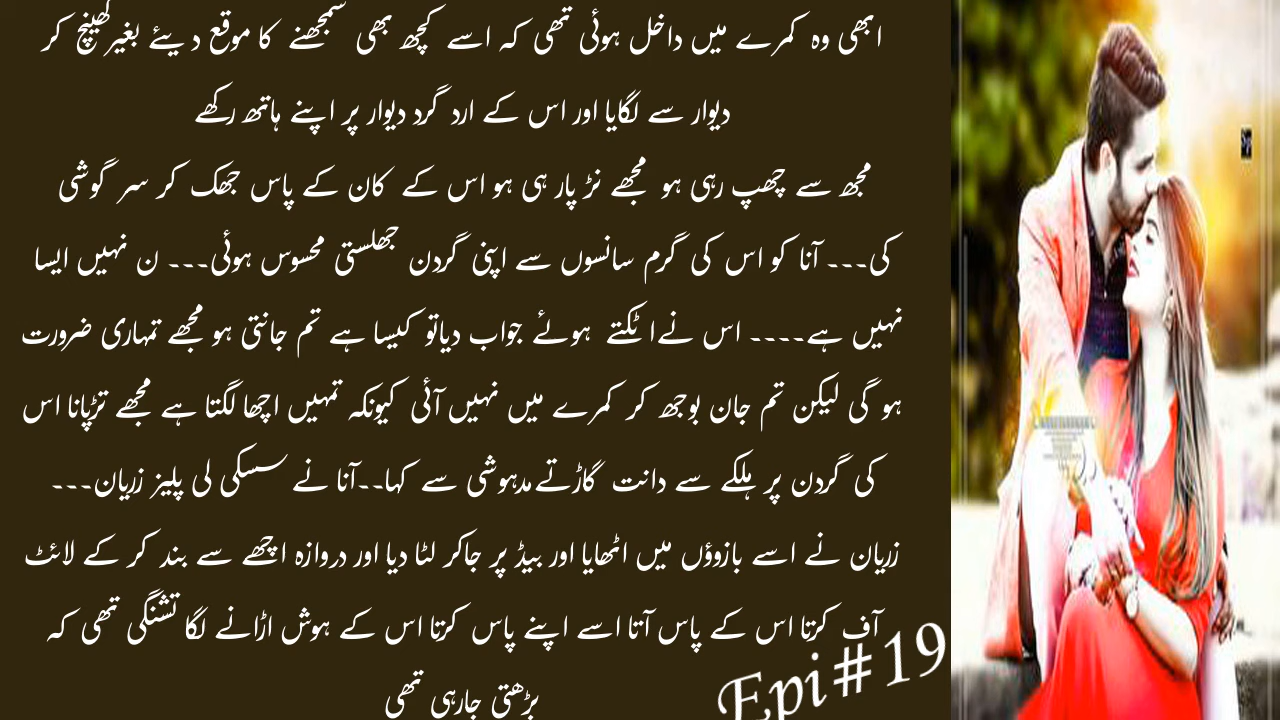 ابھی وہ کمرے میں داخل ہوئی تھی کہ اسے کچھ بھی سمجھنے کا موقع دیئے بغیر کھینچ کر
دیوار سے لگایا اور اس کے ارد گرد دیوار پر اپنے ہاتھ رکھے
مجھ سے چھپ رہی ہو مجھے نڑ پار ہی ہو اس کے کان کے پاس جھک کر سر گوشی
کی۔۔۔ آنا کو اس کی گرم سانسوں سے اپنی گردن جھلستی محسوس ہوئی۔۔۔ ن نہیں ایسا
نہیں ہے۔۔۔۔ اس نے ا ٹکتے ہوئے جواب دیاتو کیسا ہے تم جانتی ہو مجھے تمہاری ضرورت
ہو گی لیکن تم جان بوجھ کر کمرے میں نہیں آئی کیونکہ تمہیں اچھا لگتا ہے مجھے تڑپانا اس
کی گردن پر ہلکے سے دانت گاڑتے مدہوشی سے کہا۔۔آنا نے سسکی لی پلیز زریان۔۔۔
زریان نے اسے بازوؤں میں اٹھایا اور بیڈ پر جاکر لٹا دیا اور دروازہ اچھے سے بند کر کے لائٹ
آف کرتا اس کے پاس آتا اسے اپنے پاس کرتا اس کے ہوش اڑانے لگا تشنگی تھی کہ
بڑھتی جارہی تھی
Epi#19